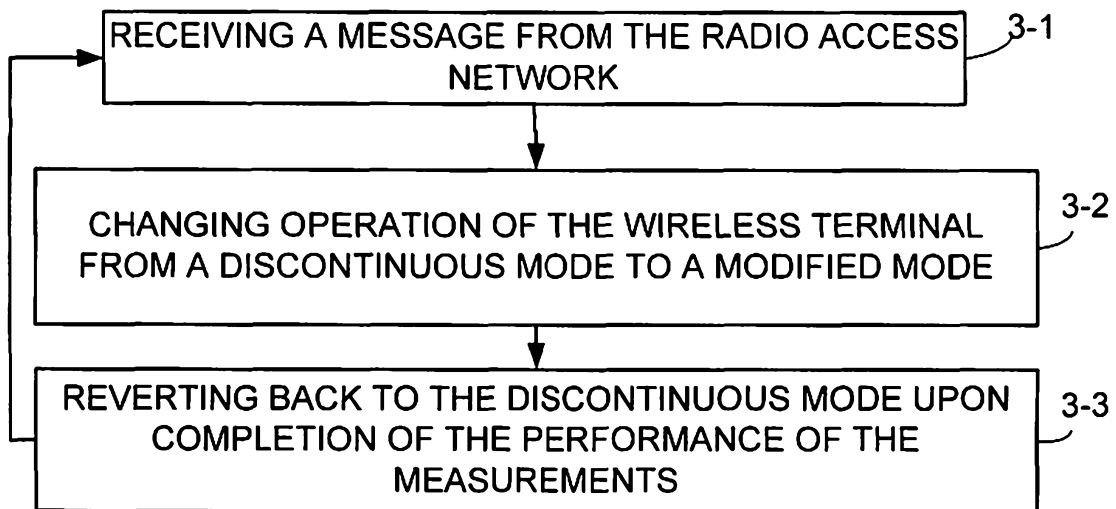 RECEIVING A MESSAGE FROM THE RADIO ACCESS
NETWORK
3-1
CHANGING OPERATION OF THE WIRELESS TERMINAL
FROM A DISCONTINUOUS MODE TO A MODIFIED MODE
3-2
REVERTING BACK TO THE DISCONTINUOUS MODE UPON
COMPLETION OF THE PERFORMANCE OF THE
MEASUREMENTS
3-3